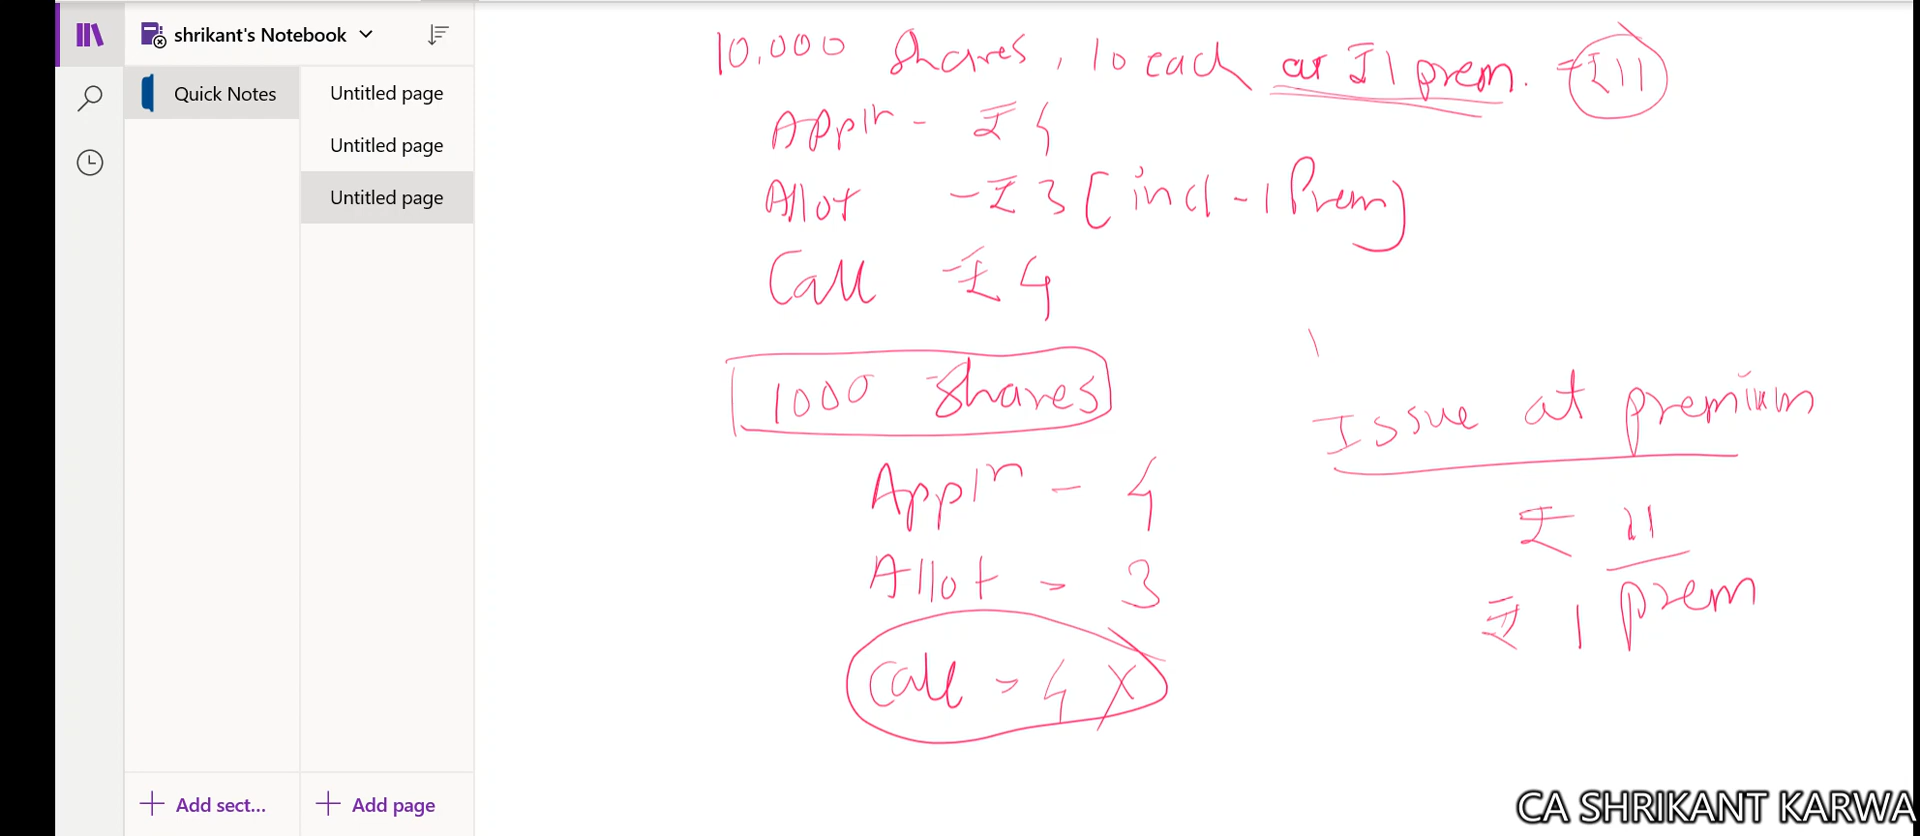 shrikant's Notebook
Quick Notes
Untitled page
Untitled page
Untitled page
Add sect...
Add page
10,000 Shares, 10 each at ₹1 prem. = ₹11
Appln - ₹ 4
Allot - ₹ 3 [incl - 1 Prem)
Call - ₹ 4
1000 Shares
Appln - 4
Allot = 3
Call = 4 X
Issue at premium
₹ 11
₹ 1 prem
CA SHRIKANT KARWA